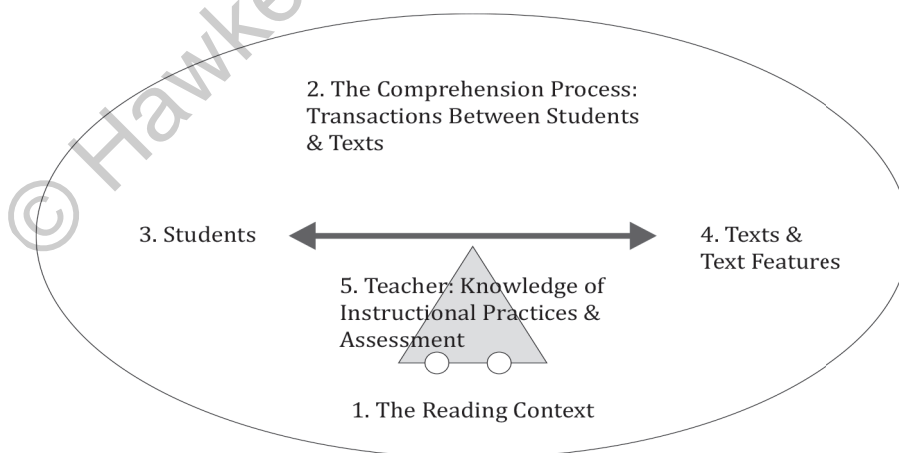 © Hawke
2. The Comprehension Process:
Transactions Between Students
& Texts
3. Students
4. Texts &
Text Features
5. Teacher: Knowledge of
Instructional Practices &
Assessment
1. The Reading Context